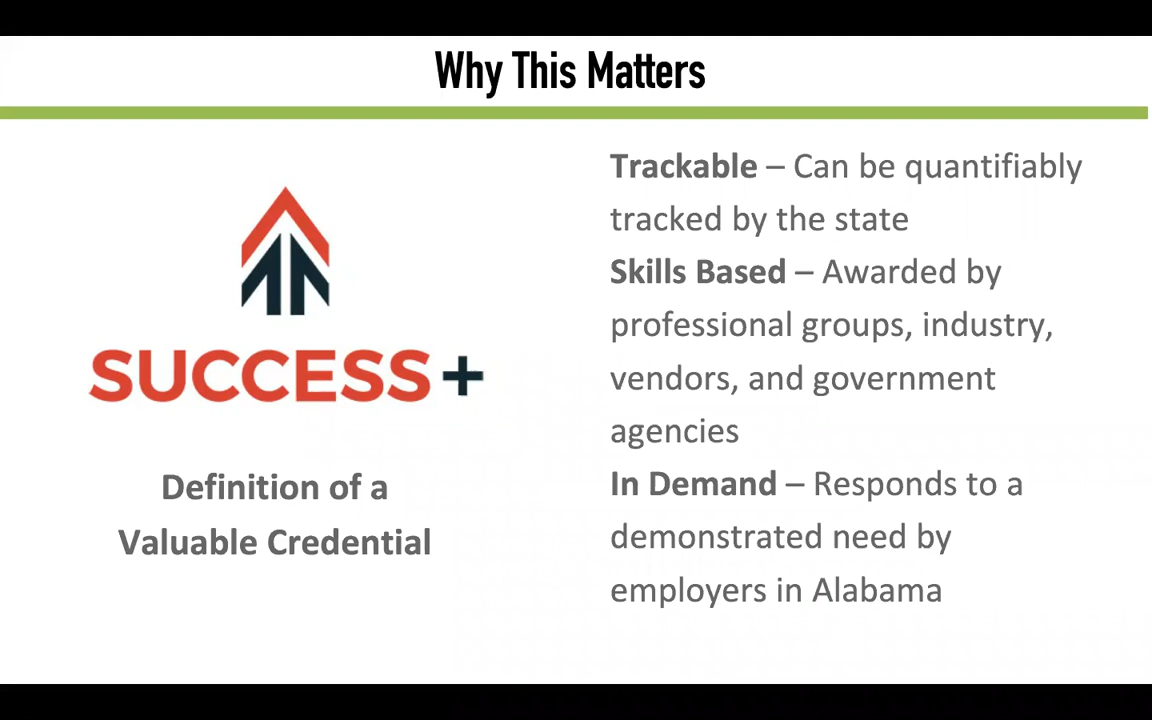 Why This Matters
SUCCESS+
Definition of a
Valuable Credential
Trackable – Can be quantifiably
tracked by the state
Skills Based – Awarded by
professional groups, industry,
vendors, and government
agencies
In Demand – Responds to a
demonstrated need by
employers in Alabama